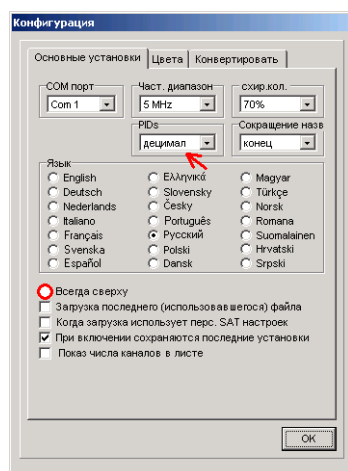 Конфигурация
Основные установки Цвета Конвертировать
COM порт Част. диапазон схир.кол.
Com 1 5 MHz 70%
PIDs Сокращение назв
децимал конец
Язык
English Ελληνικά Magyar
Deutsch Slovensky Türkçe
Nederlands Česky Norsk
Italiano Português Romana
Français Русский Suomalainen
Svenska Polski Hrvatski
Español Dansk Srpski
Всегда сверху
Загрузка последнего (использовавшегося) файла
Когда загрузка использует перс. SAT настроек
При включении сохраняются последние установки
Показ числа каналов в листе
OK